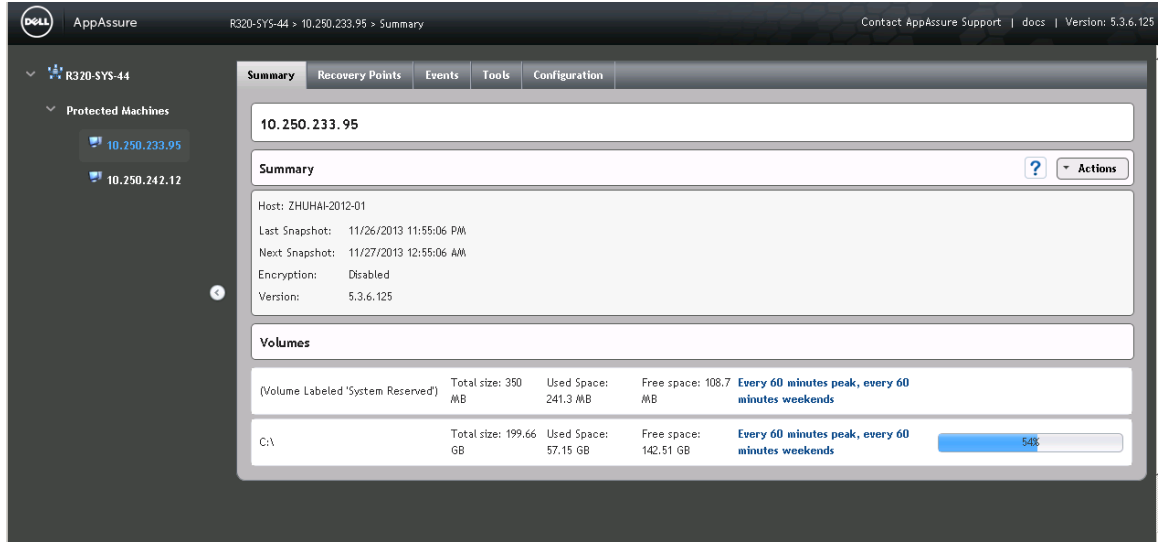 DELL AppAssure R320-SYS-44 > 10.250.233.95 > Summary Contact AppAssure Support | docs | Version: 5.3.6.125
R320-SYS-44
Protected Machines
10.250.233.95
10.250.242.12
Summary Recovery Points Events Tools Configuration
10.250.233.95
Summary ? Actions
Host: ZHUHAI-2012-01
Last Snapshot: 11/26/2013 11:55:06 PM
Next Snapshot: 11/27/2013 12:55:06 AM
Encryption: Disabled
Version: 5.3.6.125
Volumes
(Volume Labeled 'System Reserved') Total size: 350 Used Space: Free space: 108.7 Every 60 minutes peak, every 60
MB 241.3 MB MB minutes weekends
C:\ Total size: 199.66 Used Space: Free space: Every 60 minutes peak, every 60 54%
GB 57.15 GB 142.51 GB minutes weekends